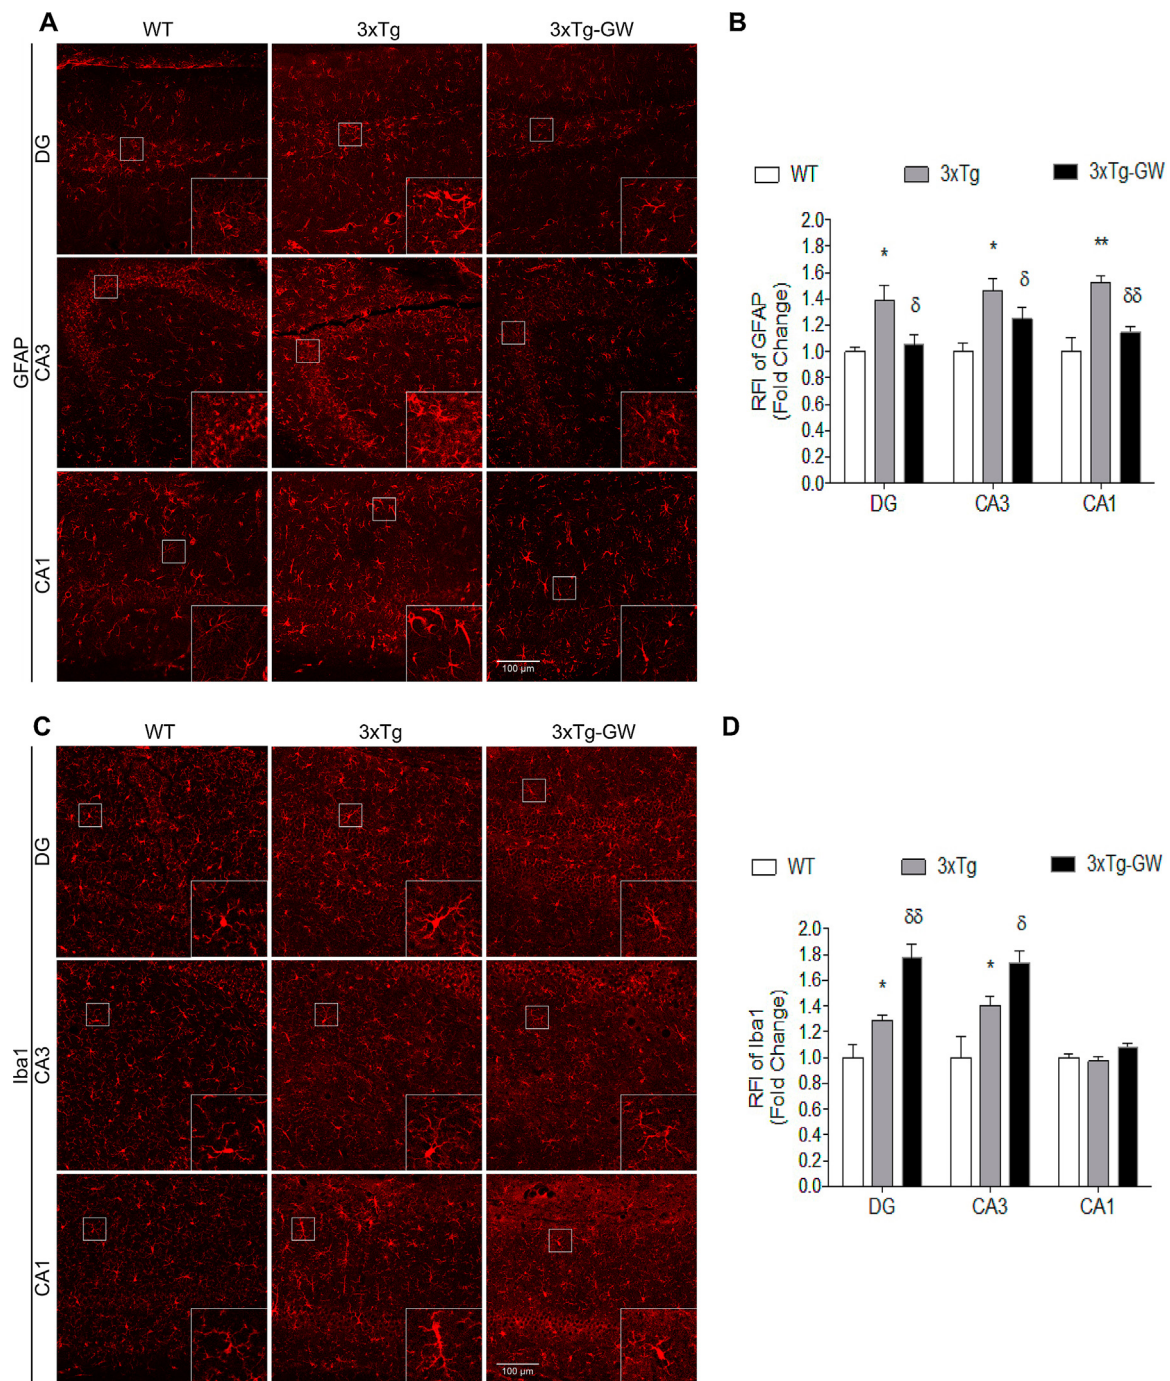 A
WT
3xTg
3xTg-GW
GFAP
DG
CA3
CA1
100 μm
B
WT
3xTg
3xTg-GW
RFI of GFAP
(Fold Change)
2.0
1.8
1.6
1.4
1.2
1.0
0.8
0.6
0.4
0.2
0.0
*
δ
*
δ
**
δδ
DG
CA3
CA1
C
WT
3xTg
3xTg-GW
Iba1
DG
CA3
CA1
100 μm
D
WT
3xTg
3xTg-GW
RFI of Iba1
(Fold Change)
2.0
1.8
1.6
1.4
1.2
1.0
0.8
0.6
0.4
0.2
0.0
*
δδ
*
δ
DG
CA3
CA1